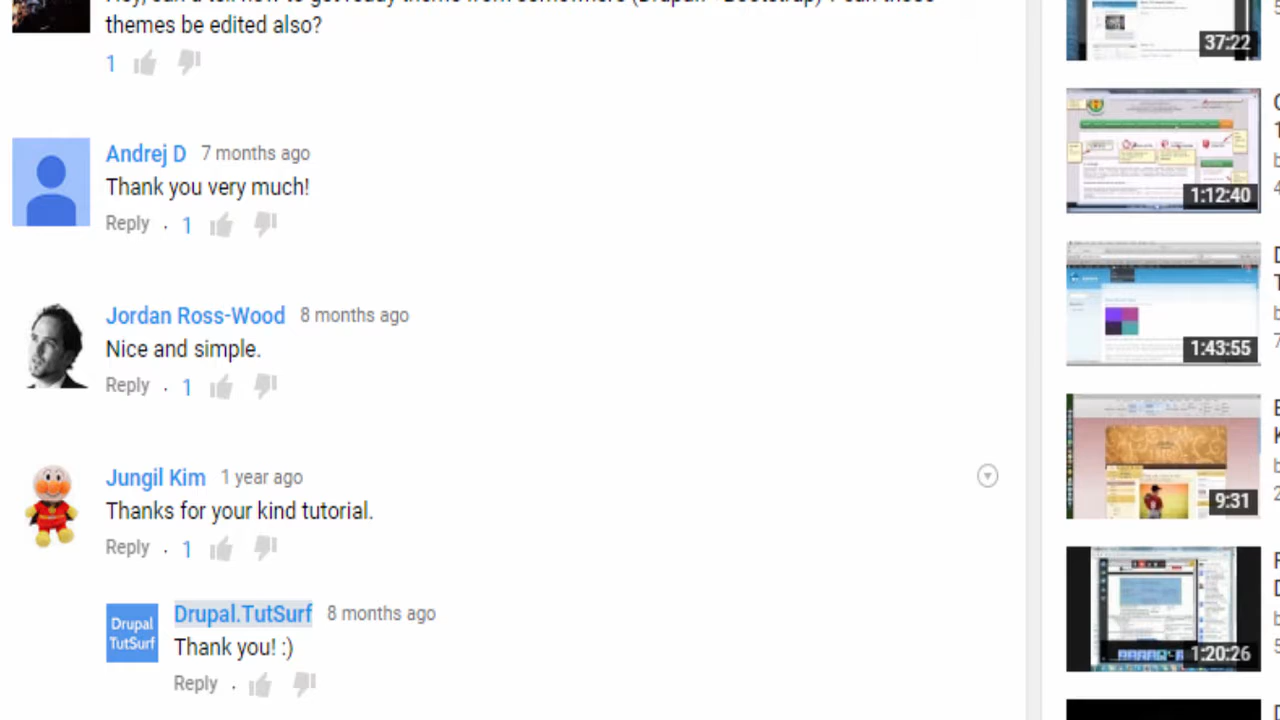 themes be edited also?
1
Andrej D 7 months ago
Thank you very much!
Reply . 1
Jordan Ross-Wood 8 months ago
Nice and simple.
Reply . 1
Jungil Kim 1 year ago
Thanks for your kind tutorial.
Reply . 1
Drupal TutSurf
Drupal.TutSurf 8 months ago
Thank you! :)
Reply .
37:22
1:12:40
1:43:55
9:31
1:20:26